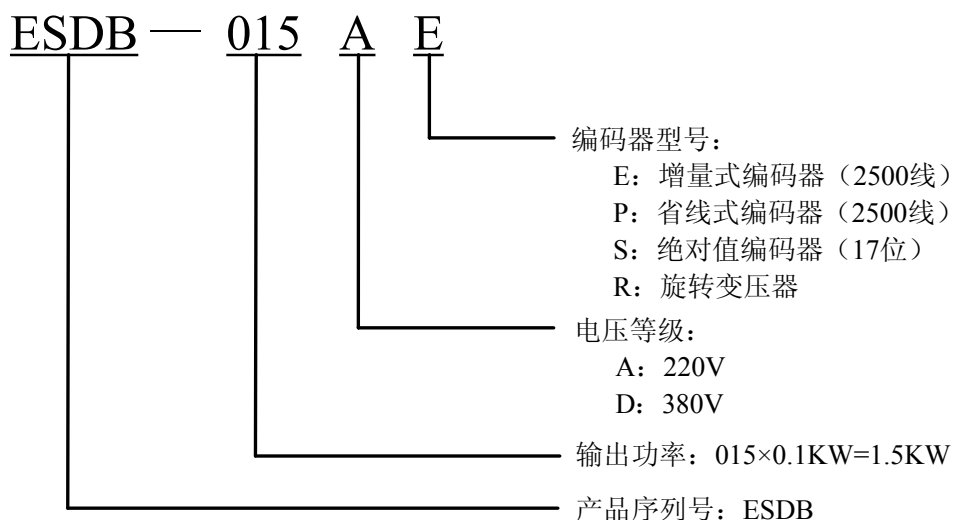 ESDB — 015 A E
编码器型号：
E：增量式编码器（2500线）
P：省线式编码器（2500线）
S：绝对值编码器（17位）
R：旋转变压器
电压等级：
A：220V
D：380V
输出功率：015×0.1KW=1.5KW
产品序列号：ESDB